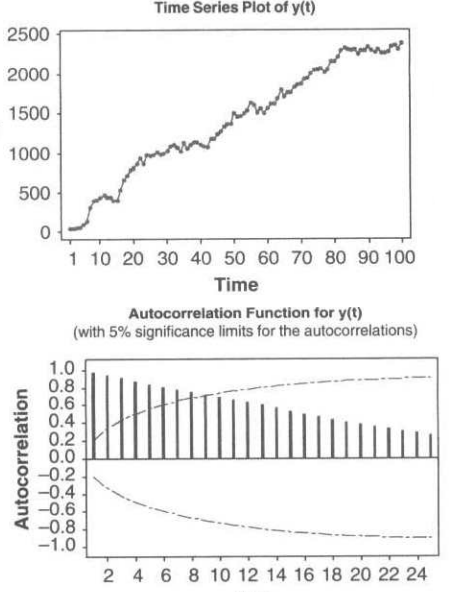 Time Series Plot of y(t)
2500
2000
1500
1000
500
0
1 10 20 30 40 50 60 70 80 90 100
Time
Autocorrelation Function for y(t)
(with 5% significance limits for the autocorrelations)
Autocorrelation
1.0
0.8
0.6
0.4
0.2
0.0
−0.2
−0.4
−0.6
−0.8
−1.0
2 4 6 8 10 12 14 16 18 20 22 24